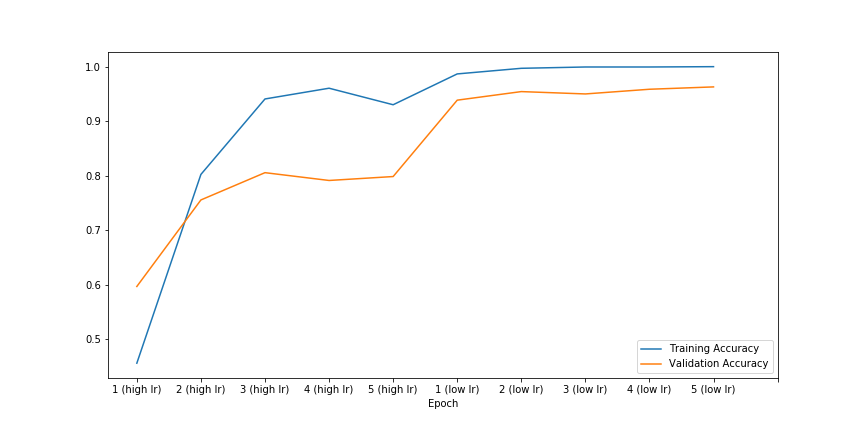 1.0
0.9
0.8
0.7
0.6
0.5
1 (high lr) 2 (high lr) 3 (high lr) 4 (high lr) 5 (high lr) 1 (low lr) 2 (low lr) 3 (low lr) 4 (low lr) 5 (low lr)
Epoch
Training Accuracy
Validation Accuracy